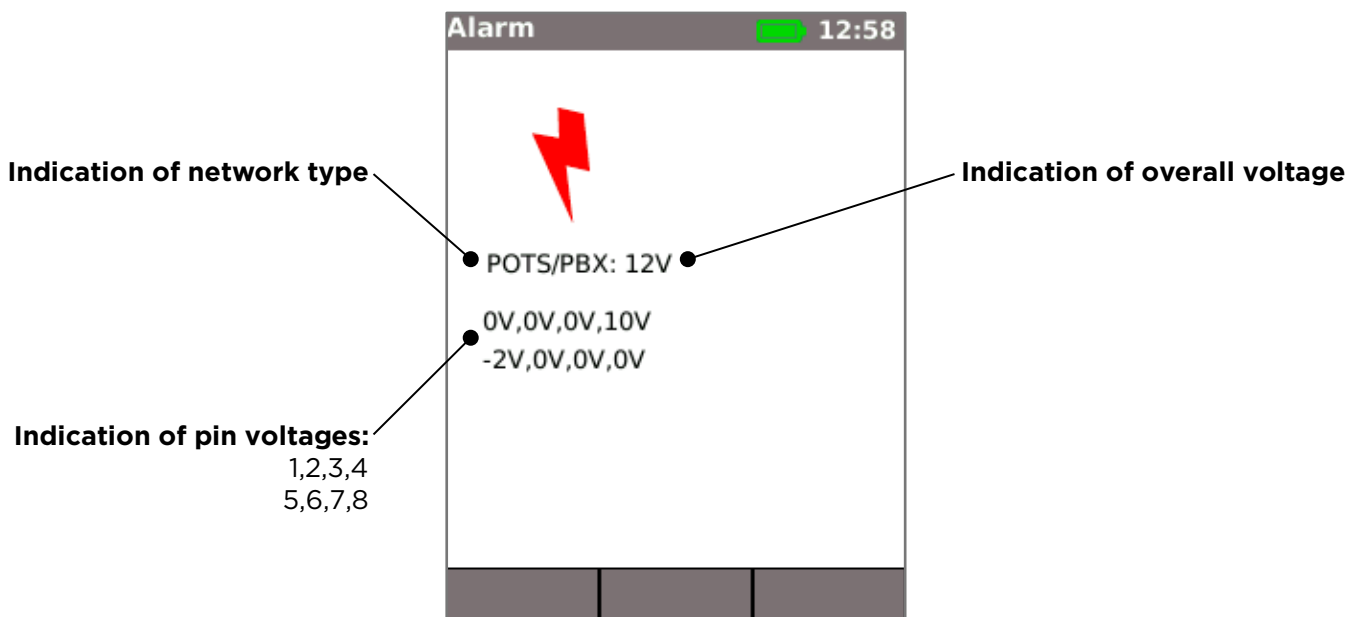 Alarm 12:58
Indication of network type
Indication of overall voltage
POTS/PBX: 12V
0V,0V,0V,10V
-2V,0V,0V,0V
Indication of pin voltages:
1,2,3,4
5,6,7,8